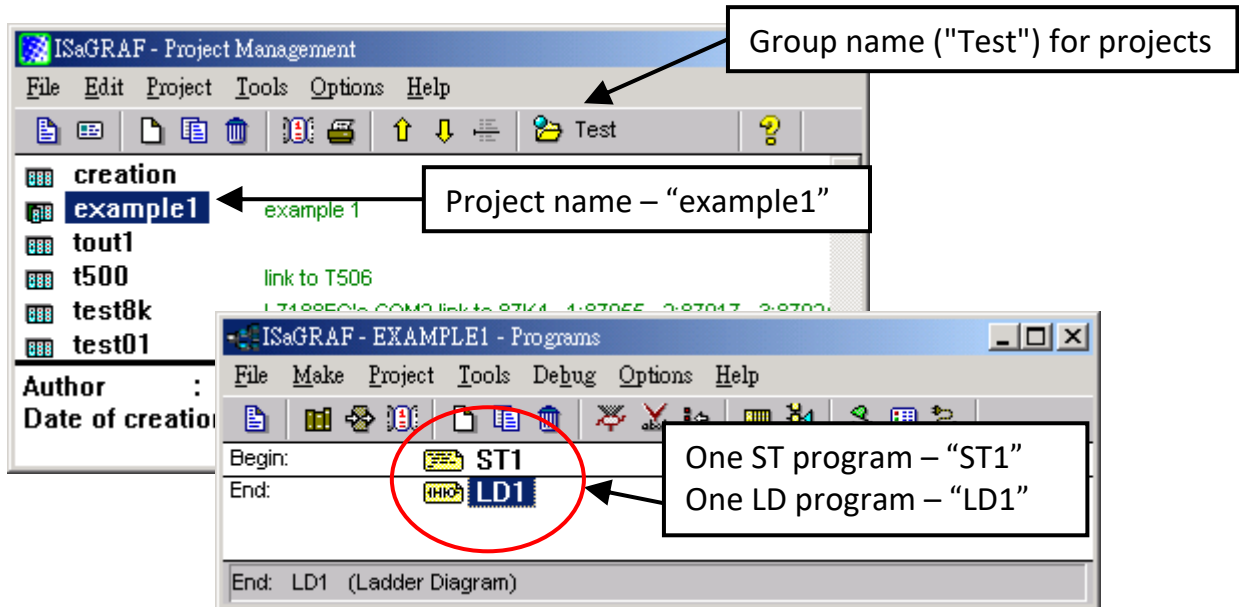 ISaGRAF - Project Management
Group name ("Test") for projects
File Edit Project Tools Options Help
Test
creation
example1 example 1
Project name – “example1”
tout1
t500 link to T506
test8k
test01
Author :
Date of creation
ISaGRAF - EXAMPLE1 - Programs
File Make Project Tools Debug Options Help
Begin: ST1
End: LD1
One ST program – “ST1”
One LD program – “LD1”
End: LD1 (Ladder Diagram)